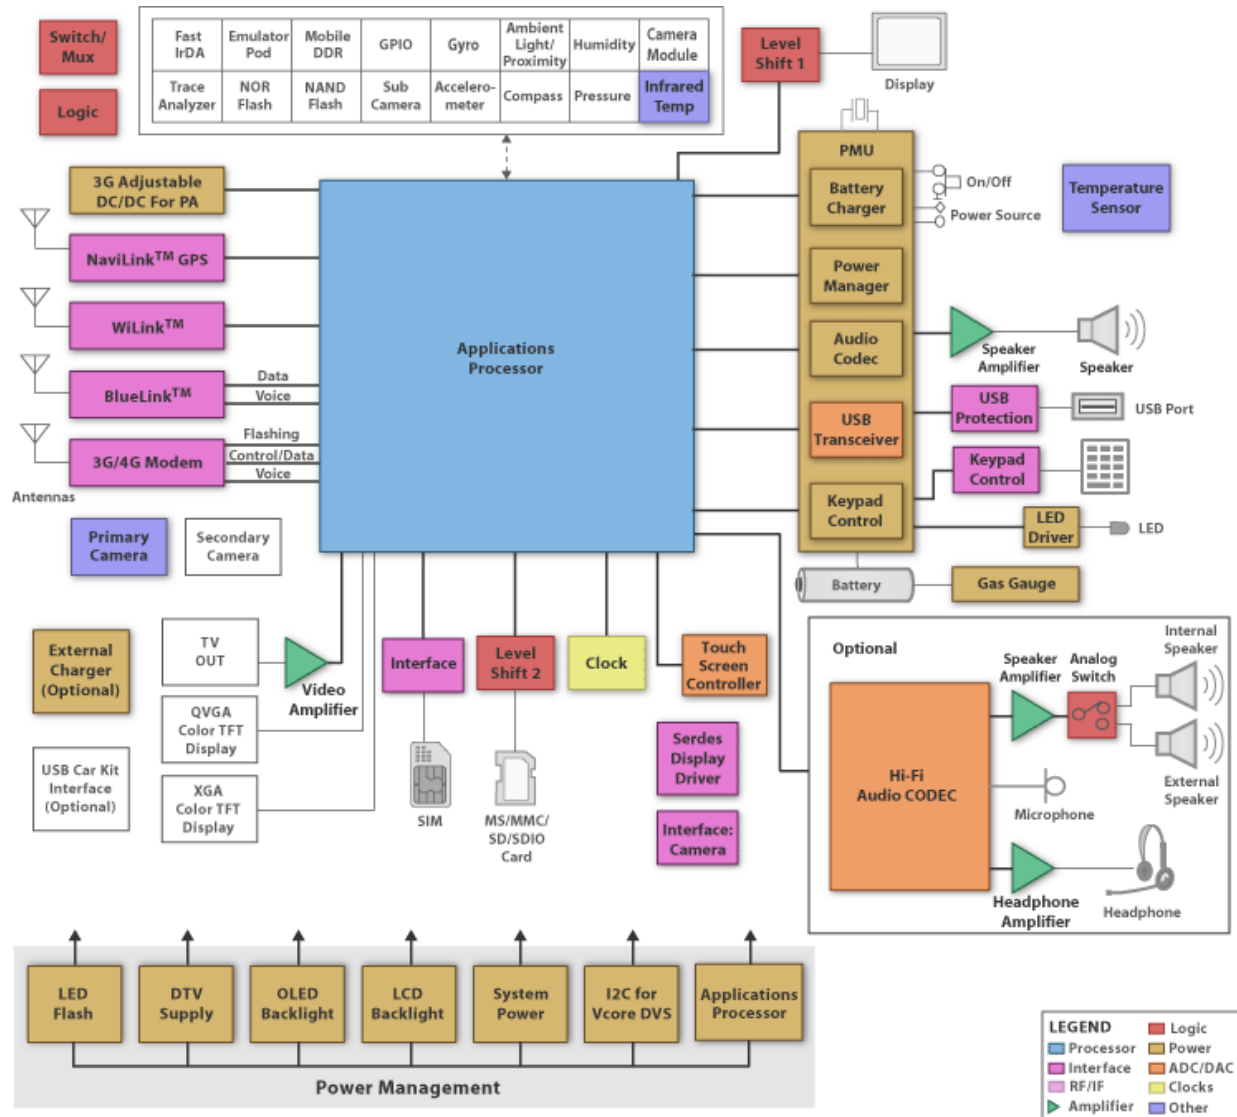 Switch/
Mux
Logic
Fast
IrDA
Emulator
Pod
Mobile
DDR
GPIO
Gyro
Ambient
Light/
Proximity
Humidity
Camera
Module
Trace
Analyzer
NOR
Flash
NAND
Flash
Sub
Camera
Accelero-
meter
Compass
Pressure
Infrared
Temp
Level
Shift 1
Display
3G Adjustable
DC/DC For PA
NaviLink™ GPS
WiLink™
BlueLink™
Data
Voice
3G/4G Modem
Flashing
Control/Data
Voice
Antennas
Applications
Processor
PMU
Battery
Charger
On/Off
Power Source
Temperature
Sensor
Power
Manager
Audio
Codec
Speaker
Amplifier
Speaker
USB
Transceiver
USB
Protection
USB Port
Keypad
Control
Keypad
Control
LED
Driver
LED
Battery
Gas Gauge
Primary
Camera
Secondary
Camera
External
Charger
(Optional)
USB Car Kit
Interface
(Optional)
TV
OUT
Video
Amplifier
QVGA
Color TFT
Display
XGA
Color TFT
Display
Interface
SIM
Level
Shift 2
MS/MMC/
SD/SDIO
Card
Clock
Touch
Screen
Controller
Serdes
Display
Driver
Interface:
Camera
Optional
Hi-Fi
Audio CODEC
Speaker
Amplifier
Analog
Switch
Internal
Speaker
External
Speaker
Microphone
Headphone
Amplifier
Headphone
LED
Flash
DTV
Supply
OLED
Backlight
LCD
Backlight
System
Power
I2C for
Vcore DVS
Applications
Processor
Power Management
LEGEND
Processor
Interface
RF/IF
Amplifier
Logic
Power
ADC/DAC
Clocks
Other